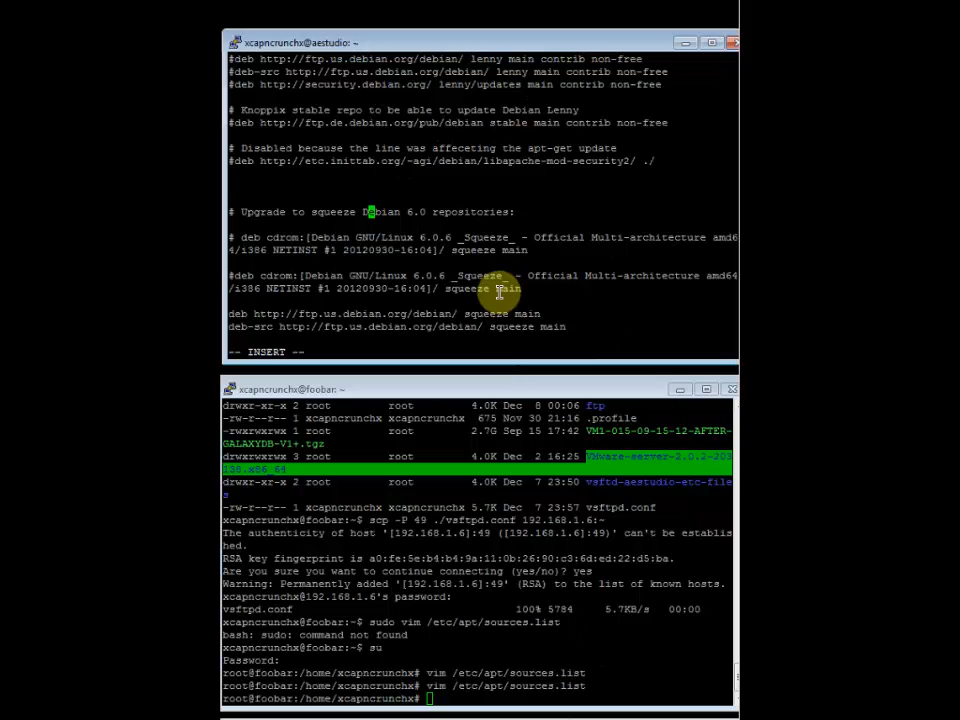 xcapncrunchx@aestudio: ~
#deb http://ftp.us.debian.org/debian/ lenny main contrib non-free
#deb-src http://ftp.us.debian.org/debian/ lenny main contrib non-free
#deb http://security.debian.org/ lenny/updates main contrib non-free
# Knoppix stable repo to be able to update Debian Lenny
#deb http://ftp.de.debian.org/pub/debian stable main contrib non-free
# Disabled because the line was affeceting the apt-get update
#deb http://etc.inittab.org/~agi/debian/libapache-mod-security2/ ./
# Upgrade to squeeze Debian 6.0 repositories:
# deb cdrom:[Debian GNU/Linux 6.0.6 _Squeeze_ - Official Multi-architecture amd6
4/i386 NETINST #1 20120930-16:04]/ squeeze main
#deb cdrom:[Debian GNU/Linux 6.0.6 _Squeeze_ - Official Multi-architecture amd64
/i386 NETINST #1 20120930-16:04]/ squeeze main
deb http://ftp.us.debian.org/debian/ squeeze main
deb-src http://ftp.us.debian.org/debian/ squeeze main
-- INSERT --
xcapncrunchx@foobar: ~
drwxr-xr-x 2 root root 4.0K Dec 8 00:06 ftp
-rw-r--r-- 1 xcapncrunchx xcapncrunchx 675 Nov 30 21:16 .profile
-rwxrwxrwx 1 root root 2.7G Sep 15 17:42 VM1-015-09-15-12-AFTER-
GALAXYDB-V1+.tgz
drwxrwxrwx 3 root root 4.0K Dec 2 16:25 VMware-server-2.0.2-203
138.x86_64
drwxr-xr-x 2 root root 4.0K Dec 7 23:50 vsftd-aestudio-etc-file
s
-rw-r--r-- 1 xcapncrunchx xcapncrunchx 5.7K Dec 7 23:57 vsftpd.conf
xcapncrunchx@foobar:~$ scp -P 49 ./vsftpd.conf 192.168.1.6:~
The authenticity of host '[192.168.1.6]:49 ([192.168.1.6]:49)' can't be establis
hed.
RSA key fingerprint is a0:fe:5e:b4:b4:9a:11:0b:26:90:c3:6d:ed:22:d5:ba.
Are you sure you want to continue connecting (yes/no)? yes
Warning: Permanently added '[192.168.1.6]:49' (RSA) to the list of known hosts.
xcapncrunchx@192.168.1.6's password:
vsftpd.conf 100% 5784 5.7KB/s 00:00
xcapncrunchx@foobar:~$ sudo vim /etc/apt/sources.list
bash: sudo: command not found
xcapncrunchx@foobar:~$ su
Password:
root@foobar:/home/xcapncrunchx# vim /etc/apt/sources.list
root@foobar:/home/xcapncrunchx# vim /etc/apt/sources.list
root@foobar:/home/xcapncrunchx#